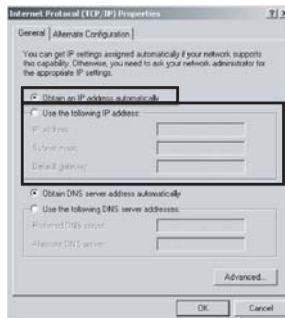 Internet Protocol (TCP/IP) Properties
? X
General
Alternate Configuration
You can get IP settings assigned automatically if your network supports
this capability. Otherwise, you need to ask your network administrator for
the appropriate IP settings.
Obtain an IP address automatically
Use the following IP address:
IP address:
Subnet mask:
Default gateway:
Obtain DNS server address automatically
Use the following DNS server addresses:
Preferred DNS server:
Alternate DNS server:
Advanced...
OK
Cancel